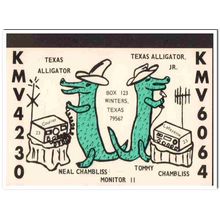 TEXAS ALLIGATOR
TEXAS ALLIGATOR, JR.
KMV4230
BOX 123
WINTERS,
TEXAS
79567
KMV6064
NEAL CHAMBLISS
TOMMY CHAMBLISS
MONITOR 11